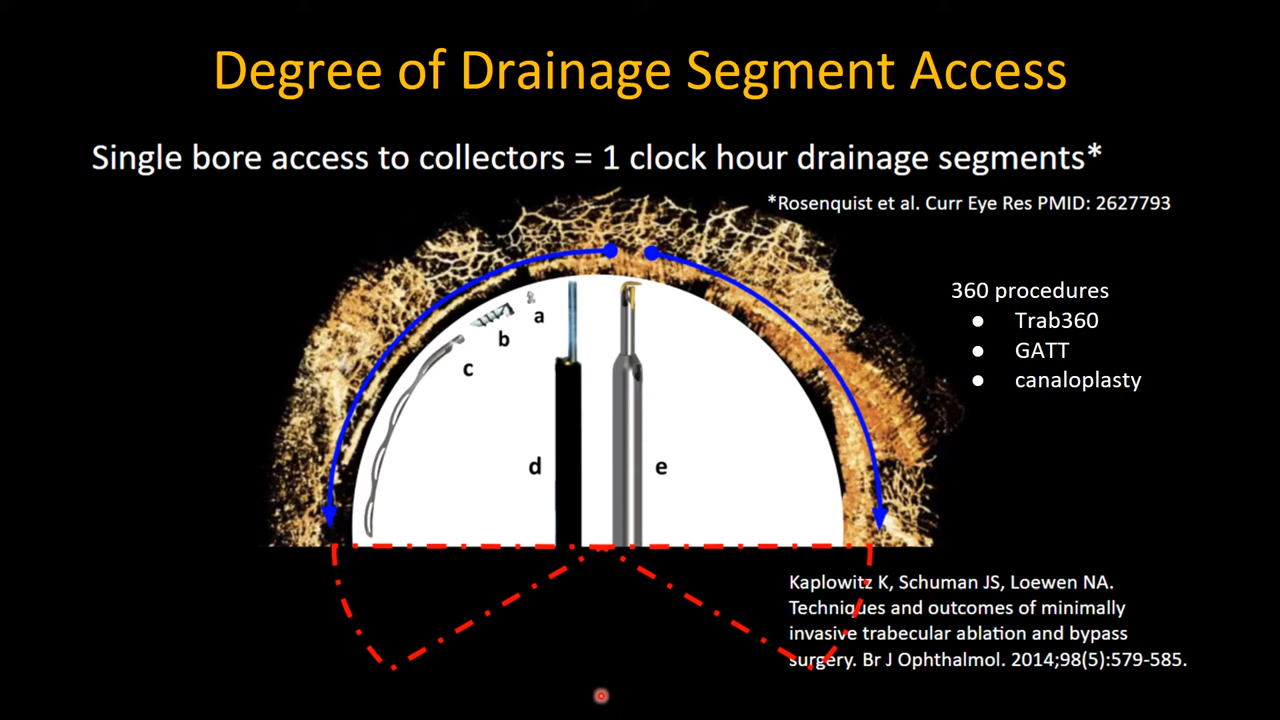 Degree of Drainage Segment Access
Single bore access to collectors = 1 clock hour drainage segments*
*Rosenquist et al. Curr Eye Res PMID: 2627793
360 procedures
● Trab360
● GATT
● canaloplasty
a
b
c
d
e
Kaplowitz K, Schuman JS, Loewen NA.
Techniques and outcomes of minimally
invasive trabecular ablation and bypass
surgery. Br J Ophthalmol. 2014;98(5):579-585.